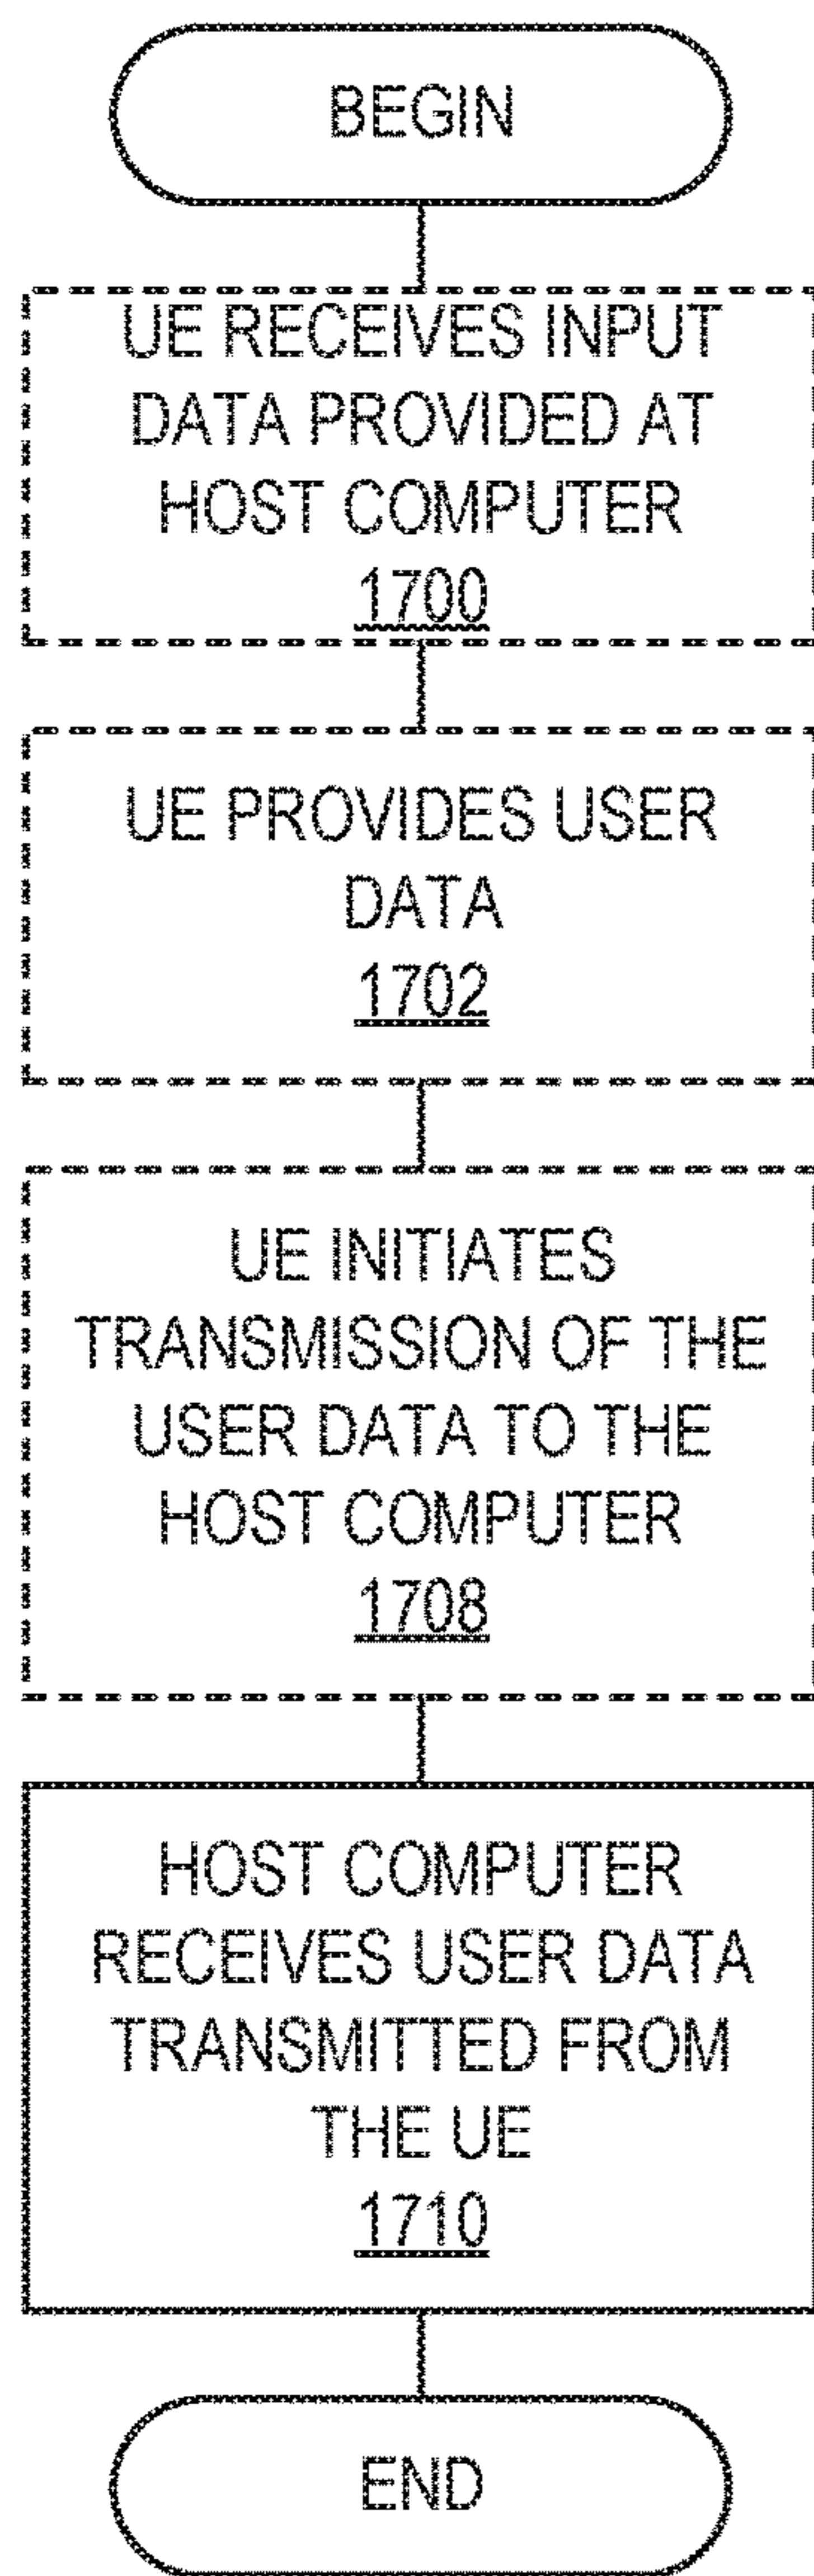 BEGIN
UE RECEIVES INPUT
DATA PROVIDED AT
HOST COMPUTER
1700
UE PROVIDES USER
DATA
1702
UE INITIATES
TRANSMISSION OF THE
USER DATA TO THE
HOST COMPUTER
1708
HOST COMPUTER
RECEIVES USER DATA
TRANSMITTED FROM
THE UE
1710
END